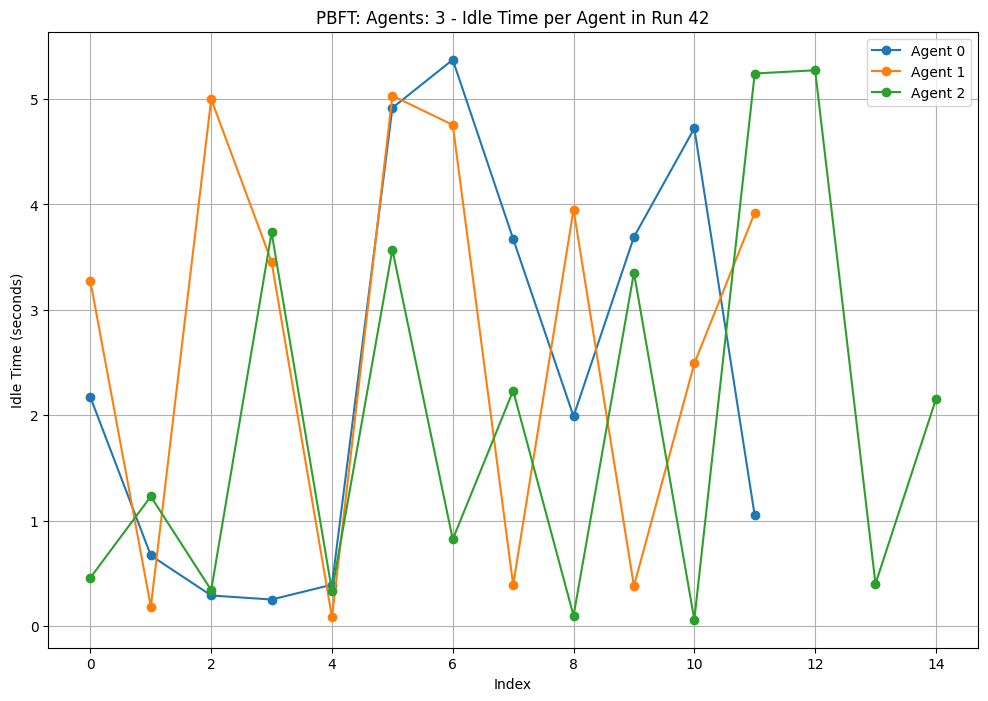 PBFT: Agents: 3 - Idle Time per Agent in Run 42
Agent 0
Agent 1
Agent 2
Idle Time (seconds)
5
4
3
2
1
0
0 2 4 6 8 10 12 14
Index